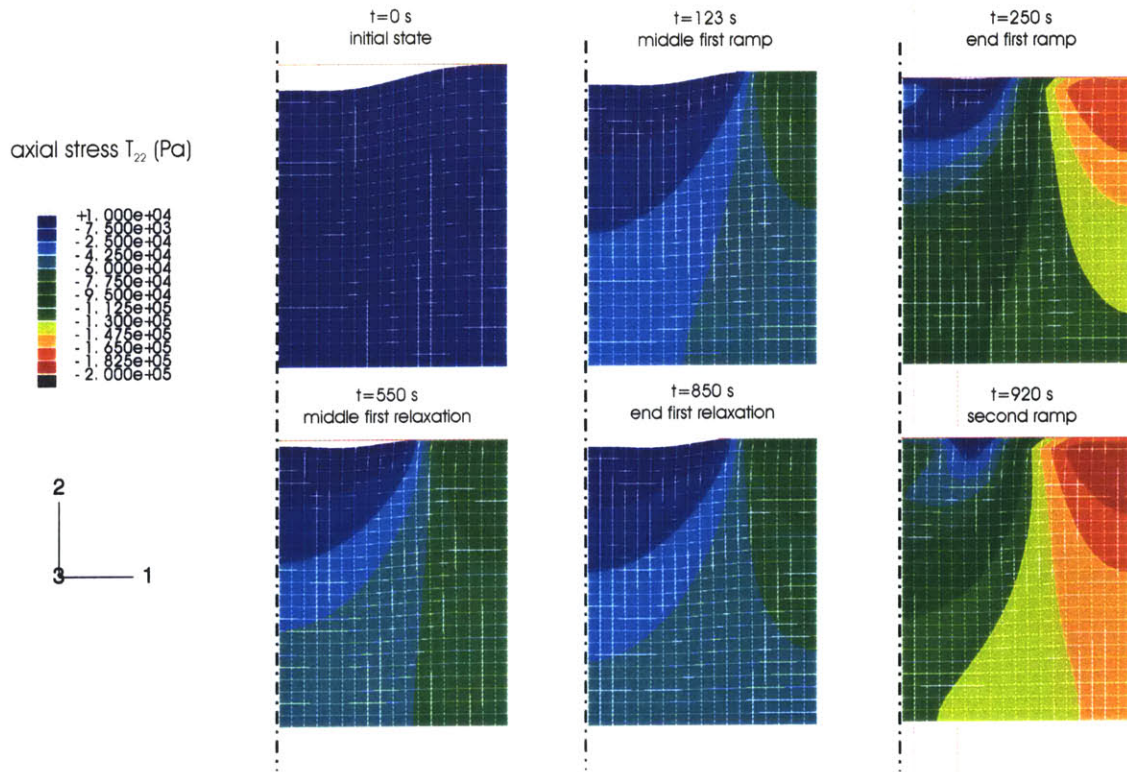 t=0 s
initial state
t=123 s
middle first ramp
t=250 s
end first ramp
axial stress T22 (Pa)
+1. 000e+04
-7. 500e+03
-2. 500e+04
-4. 250e+04
-6. 000e+04
-7. 750e+04
-9. 500e+04
-1. 125e+05
-1. 300e+05
-1. 475e+05
-1. 650e+05
-1. 825e+05
-2. 000e+05
t=550 s
middle first relaxation
t=850 s
end first relaxation
t=920 s
second ramp
2
3
1